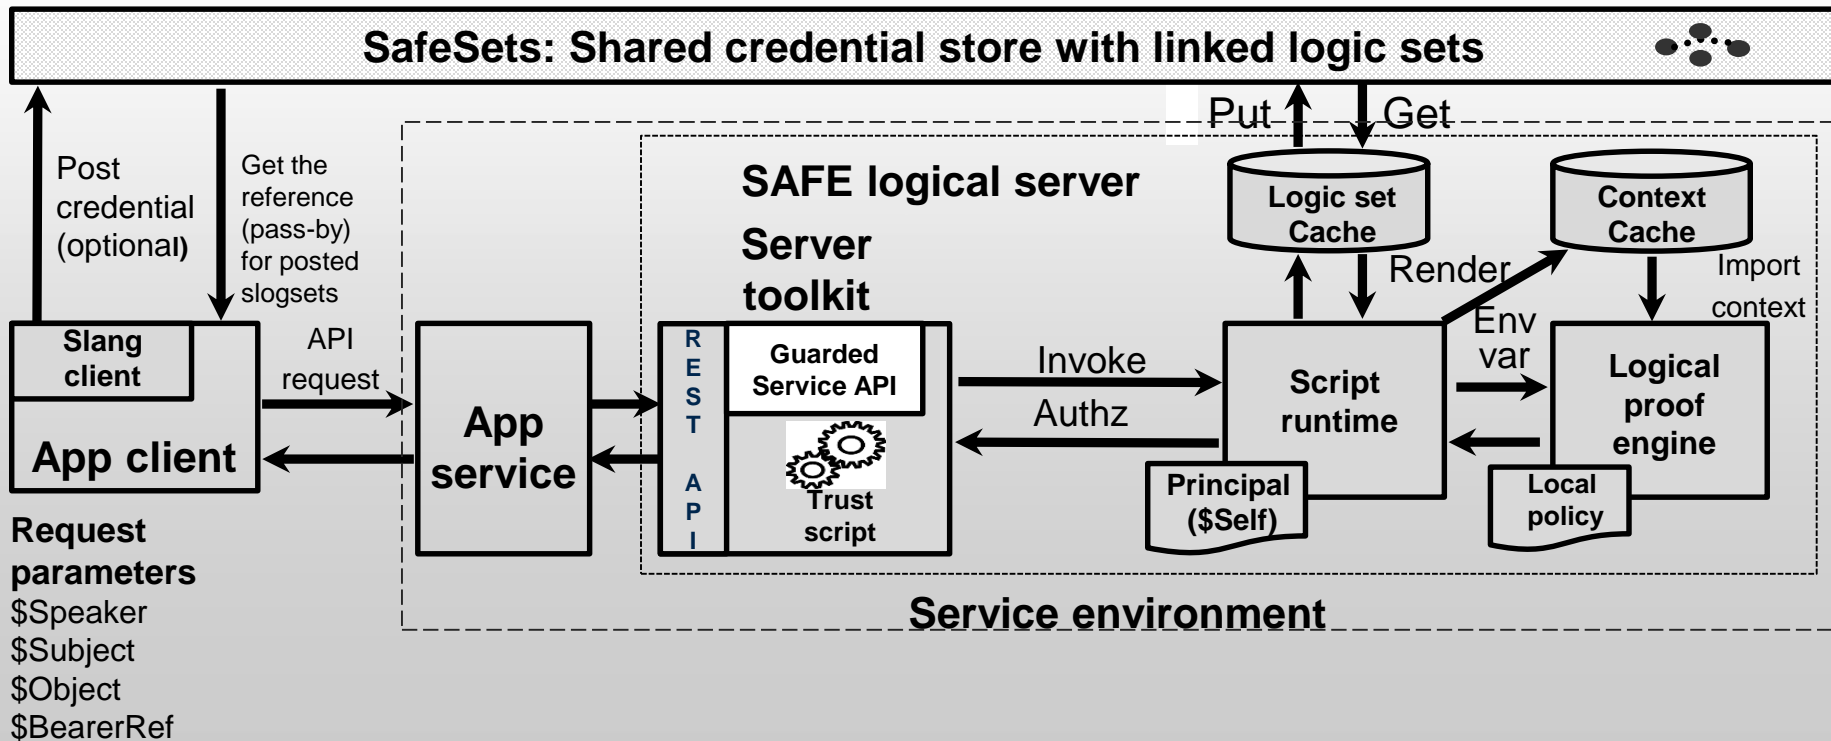 SafeSets: Shared credential store with linked logic sets
Put
Get
Post
credential
(optional)
Get the
reference
(pass-by)
for posted
slogsets
SAFE logical server
Server
toolkit
Logic set
Cache
Context
Cache
Render
Import
context
Slang
client
App client
API
request
App
service
REST API
Guarded
Service API
Trust
script
Invoke
Authz
Script
runtime
Principal
($Self)
Env
var
Logical
proof
engine
Local
policy
Service environment
Request
parameters
$Speaker
$Subject
$Object
$BearerRef